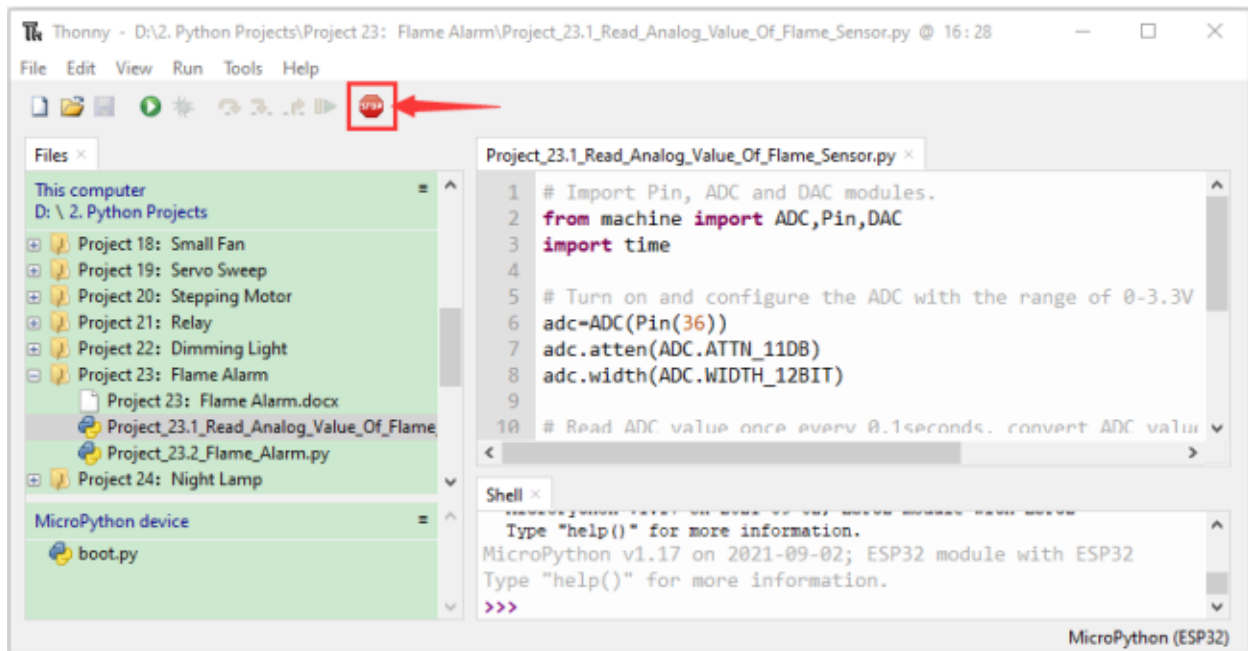 Thonny - D:\2. Python Projects\Project 23: Flame Alarm\Project_23.1_Read_Analog_Value_Of_Flame_Sensor.py @ 16:28
File Edit View Run Tools Help
STOP
Files
This computer
D: \ 2. Python Projects
Project 18: Small Fan
Project 19: Servo Sweep
Project 20: Stepping Motor
Project 21: Relay
Project 22: Dimming Light
Project 23: Flame Alarm
Project 23: Flame Alarm.docx
Project_23.1_Read_Analog_Value_Of_Flame_
Project_23.2_Flame_Alarm.py
Project 24: Night Lamp
MicroPython device
boot.py
Project_23.1_Read_Analog_Value_Of_Flame_Sensor.py
1 # Import Pin, ADC and DAC modules.
2 from machine import ADC,Pin,DAC
3 import time
4
5 # Turn on and configure the ADC with the range of 0-3.3V
6 adc=ADC(Pin(36))
7 adc.atten(ADC.ATTN_11DB)
8 adc.width(ADC.WIDTH_12BIT)
9
10 # Read ADC value once every 0.1seconds, convert ADC valu
Shell
Type "help()" for more information.
MicroPython v1.17 on 2021-09-02; ESP32 module with ESP32
Type "help()" for more information.
>>>
MicroPython (ESP32)